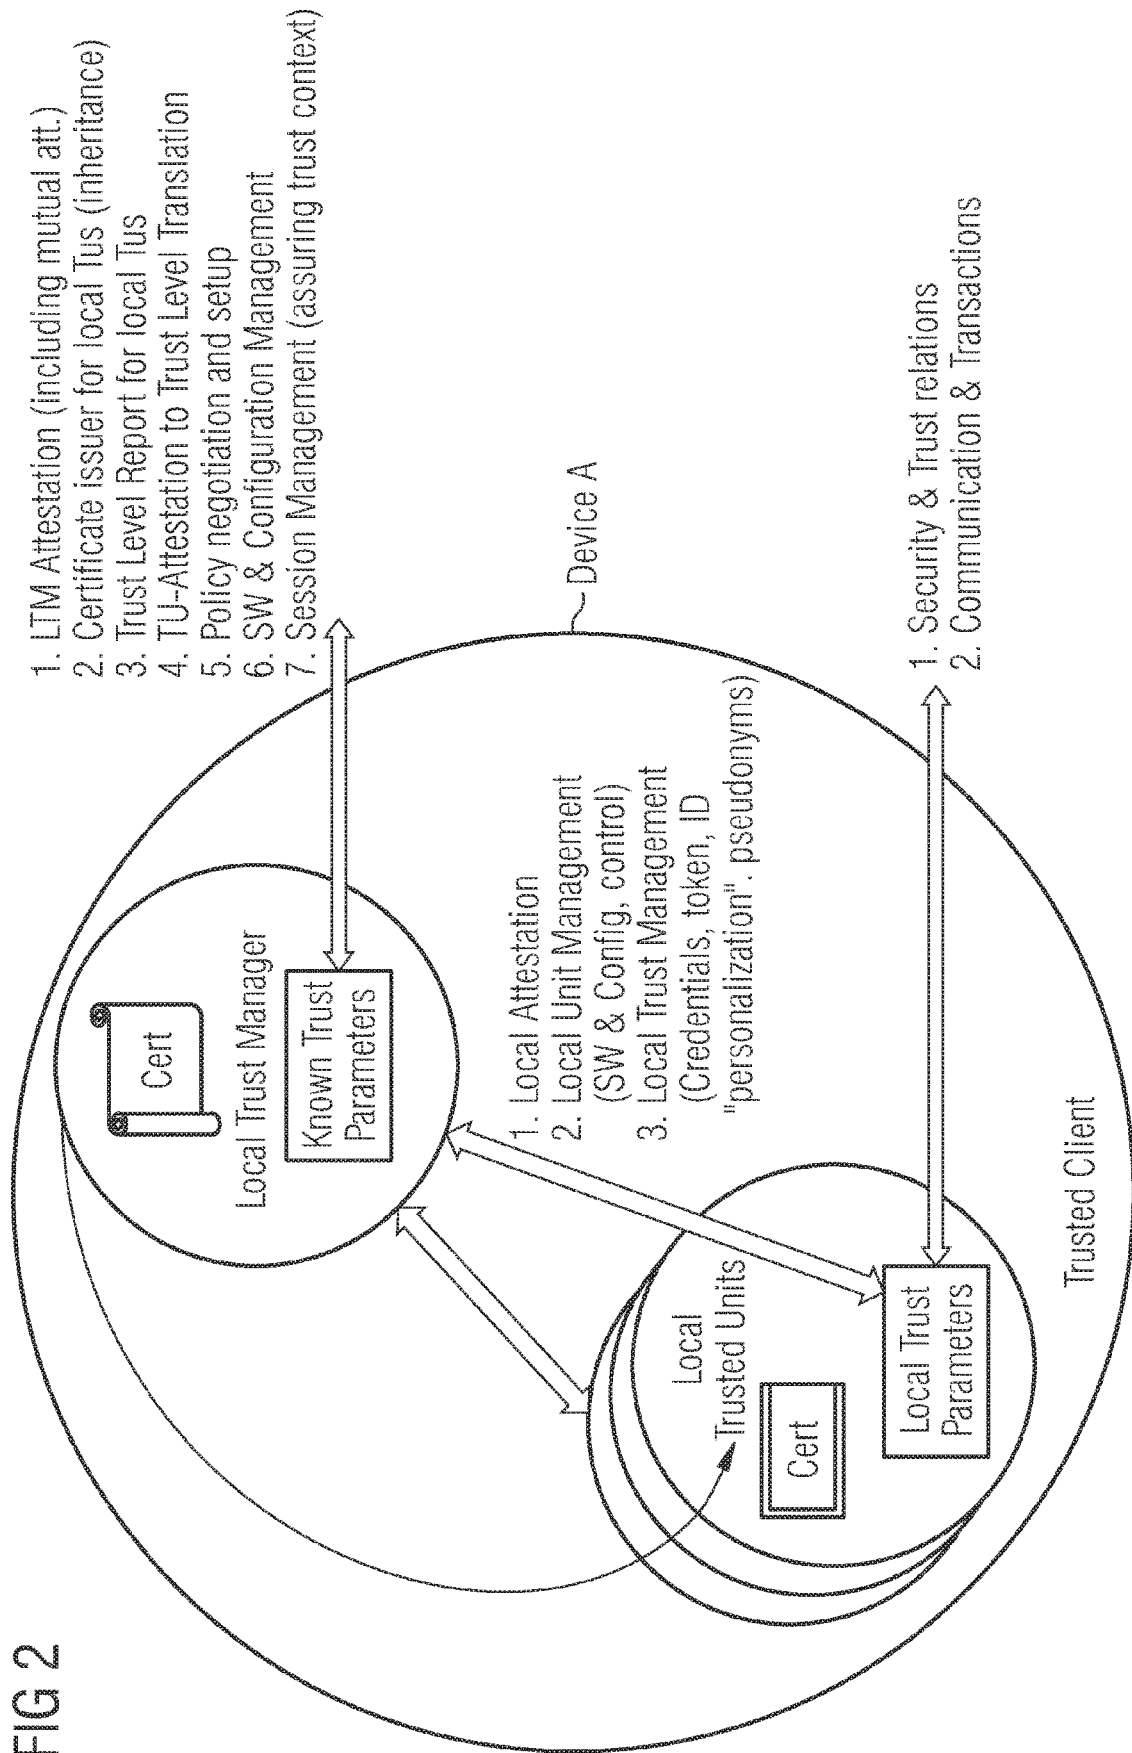 FIG 2
1. LTM Attestation (including mutual att.)
2. Certificate issuer for local Tus (inheritance)
3. Trust Level Report for local Tus
4. TU-Attestation to Trust Level Translation
5. Policy negotiation and setup
6. SW & Configuration Management
7. Session Management (assuring trust context)
Cert
Local Trust Manager
Known Trust
Parameters
1. Local Attestation
2. Local Unit Management
(SW & Config, control)
3. Local Trust Management
(Credentials, token, ID
"personalization". pseudonyms)
Device A
Local
Trusted Units
Cert
Local Trust
Parameters
1. Security & Trust relations
2. Communication & Transactions
Trusted Client